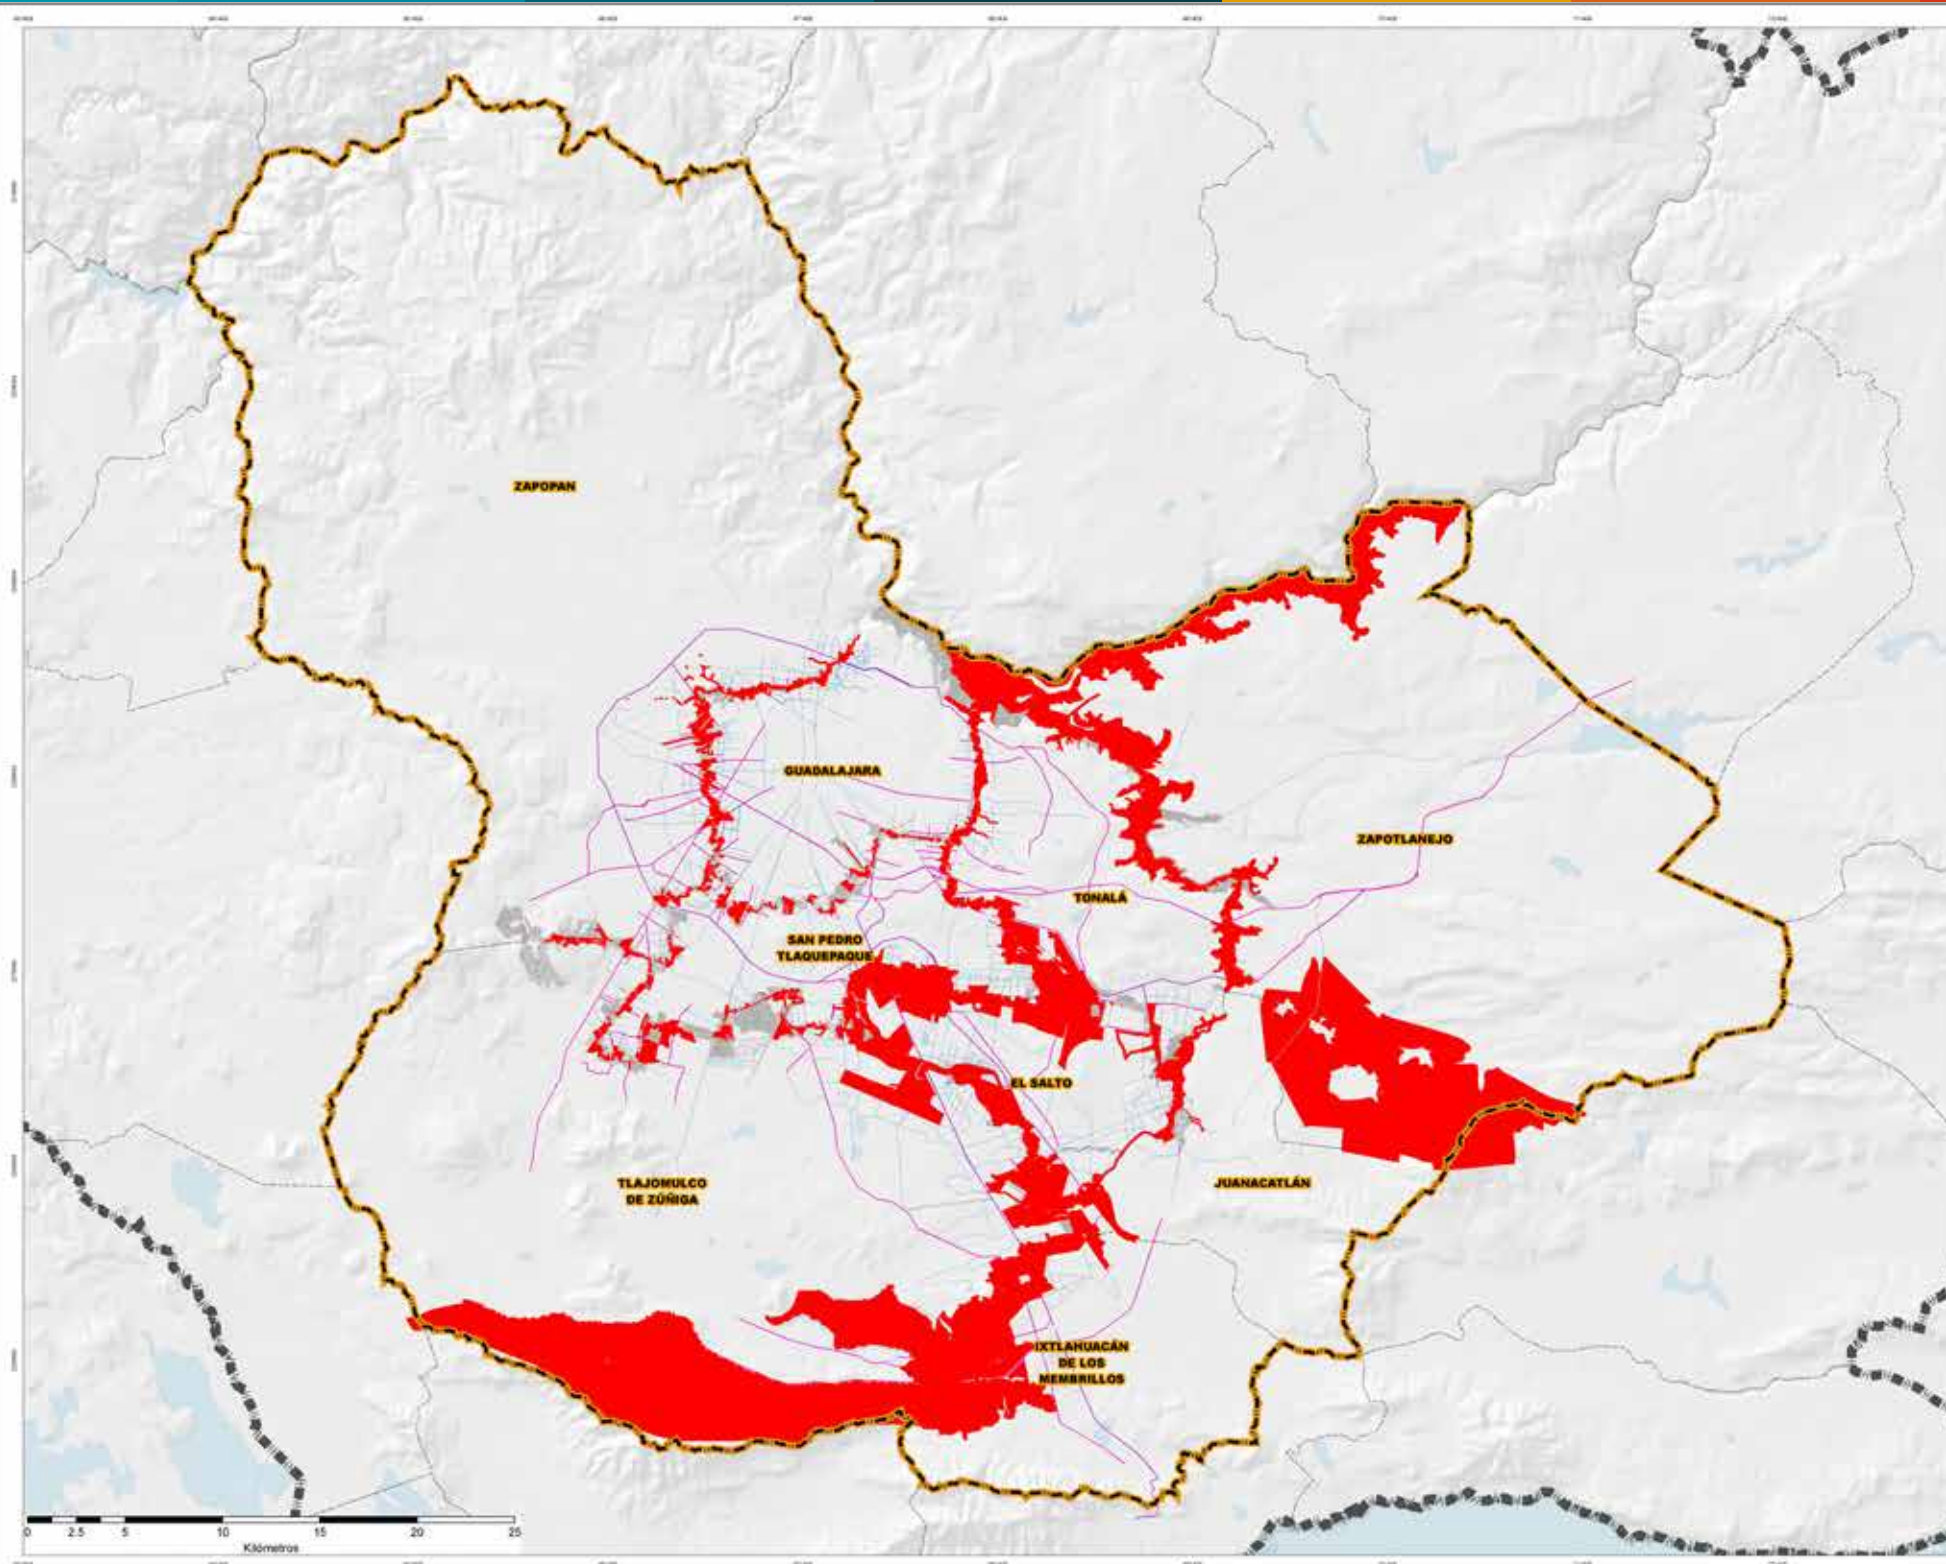 ZAPOPAN
GUADALAJARA
ZAPOTLANEJO
TONALÁ
SAN PEDRO
TLAQUEPAQUE
EL SALTO
TLAJOMULCO
DE ZÚÑIGA
JUANACATLÁN
IXTLAHUACÁN
DE LOS
MEMBRILLOS
0 2.5 5 10 15 20 25
Kilómetros